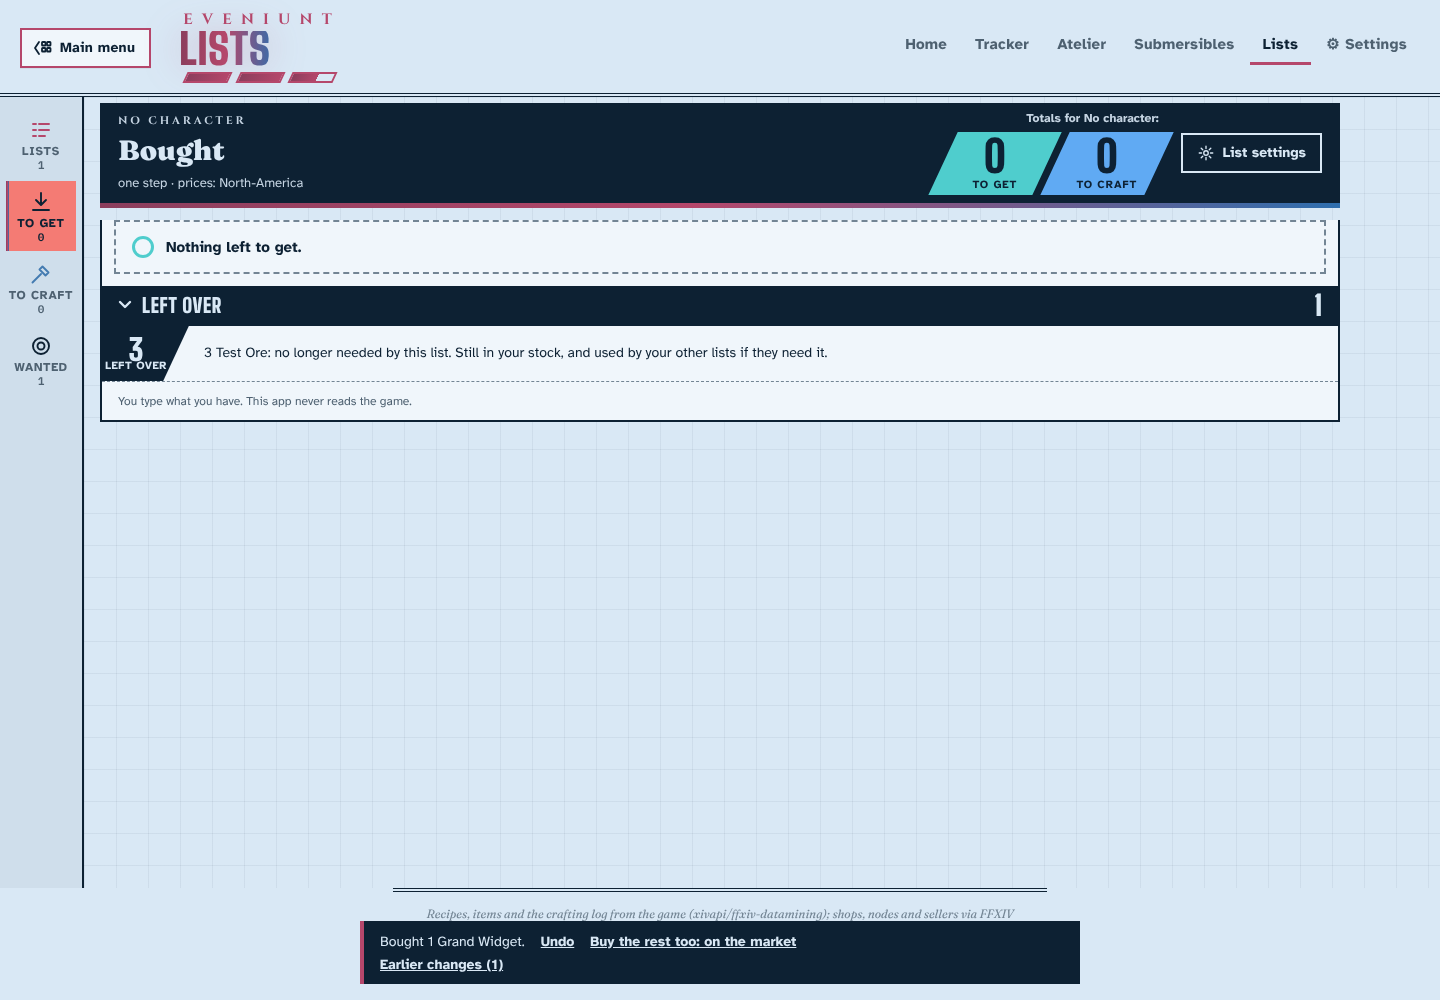 Main menu
EVENIUNT
LISTS
Home
Tracker
Atelier
Submersibles
Lists
Settings
LISTS
1
TO GET
0
TO CRAFT
0
WANTED
1
NO CHARACTER
Bought
one step · prices: North-America
Totals for No character:
0
TO GET
0
TO CRAFT
List settings
Nothing left to get.
LEFT OVER
1
3
LEFT OVER
3 Test Ore: no longer needed by this list. Still in your stock, and used by your other lists if they need it.
You type what you have. This app never reads the game.
Recipes, items and the crafting log from the game (xivapi/ffxiv-datamining); shops, nodes and sellers via FFXIV
Bought 1 Grand Widget. Undo Buy the rest too: on the market
Earlier changes (1)